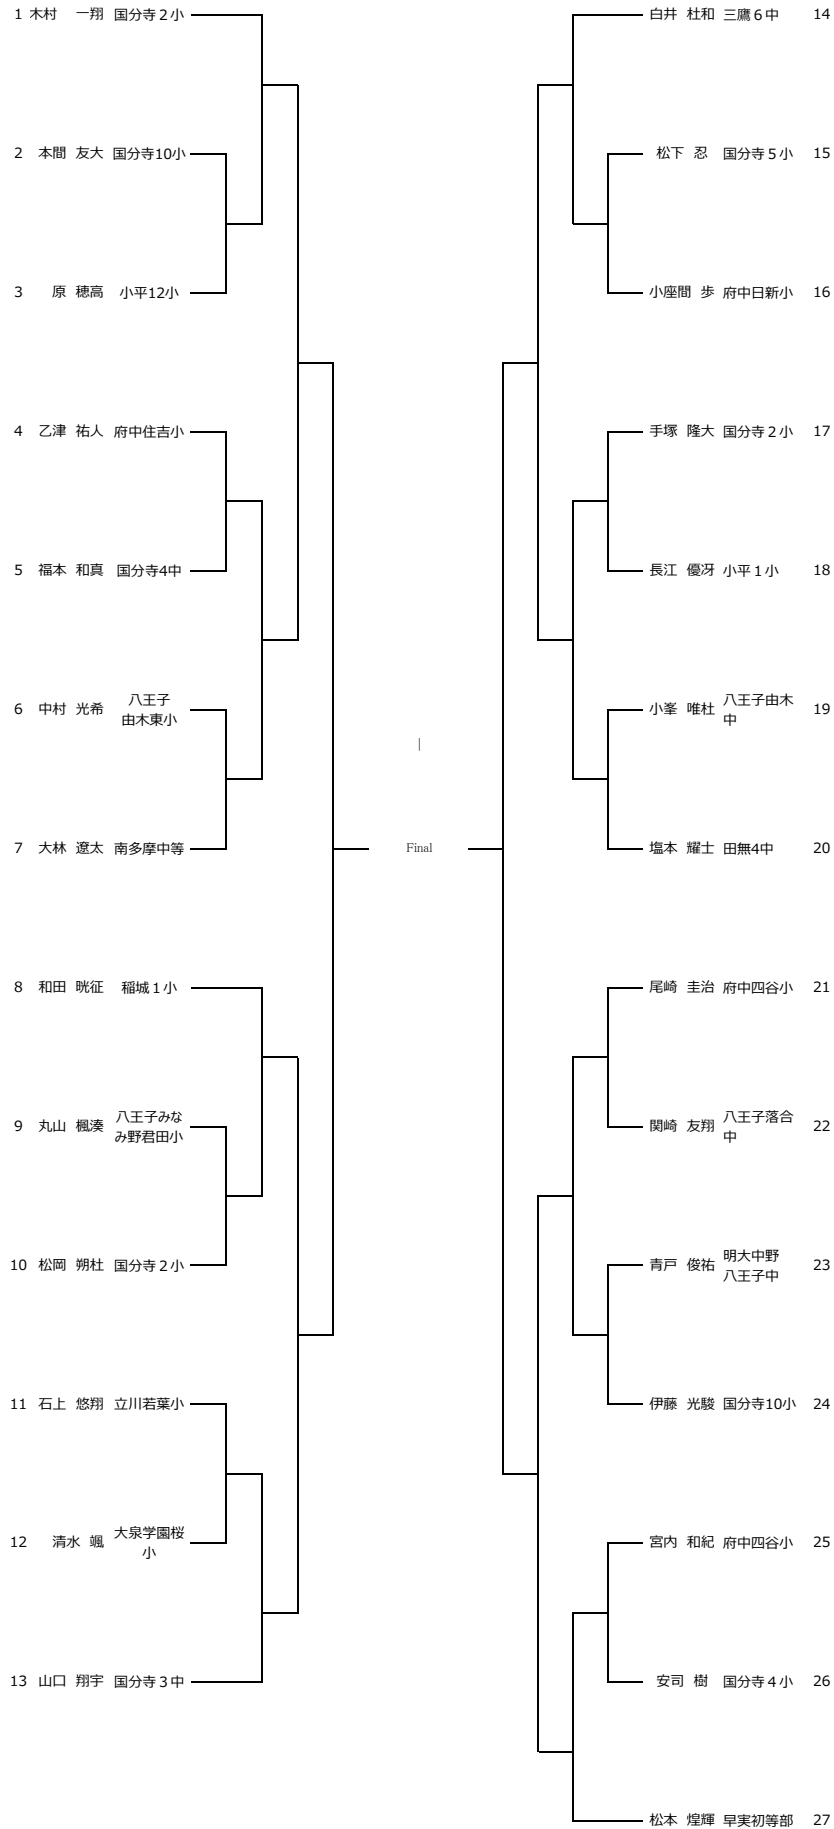 1 木村 一翔 国分寺２小
2 本間 友大 国分寺10小
3 原 穂高 小平12小
4 乙津 祐人 府中住吉小
5 福本 和真 国分寺4中
6 中村 光希 八王子
由木東小
7 大林 遼太 南多摩中等
8 和田 晄征 稲城１小
9 丸山 楓湊 八王子みな
み野君田小
10 松岡 朔杜 国分寺２小
11 石上 悠翔 立川若葉小
12 清水 颯 大泉学園桜
小
13 山口 翔宇 国分寺３中
|
Final
白井 杜和 三鷹６中 14
松下 忍 国分寺５小 15
小座間 歩 府中日新小 16
手塚 隆大 国分寺２小 17
長江 優冴 小平１小 18
小峯 唯杜 八王子由木
中 19
塩本 耀士 田無4中 20
尾崎 圭治 府中四谷小 21
関崎 友翔 八王子落合
中 22
青戸 俊祐 明大中野
八王子中 23
伊藤 光駿 国分寺10小 24
宮内 和紀 府中四谷小 25
安司 樹 国分寺４小 26
松本 煌輝 早実初等部 27